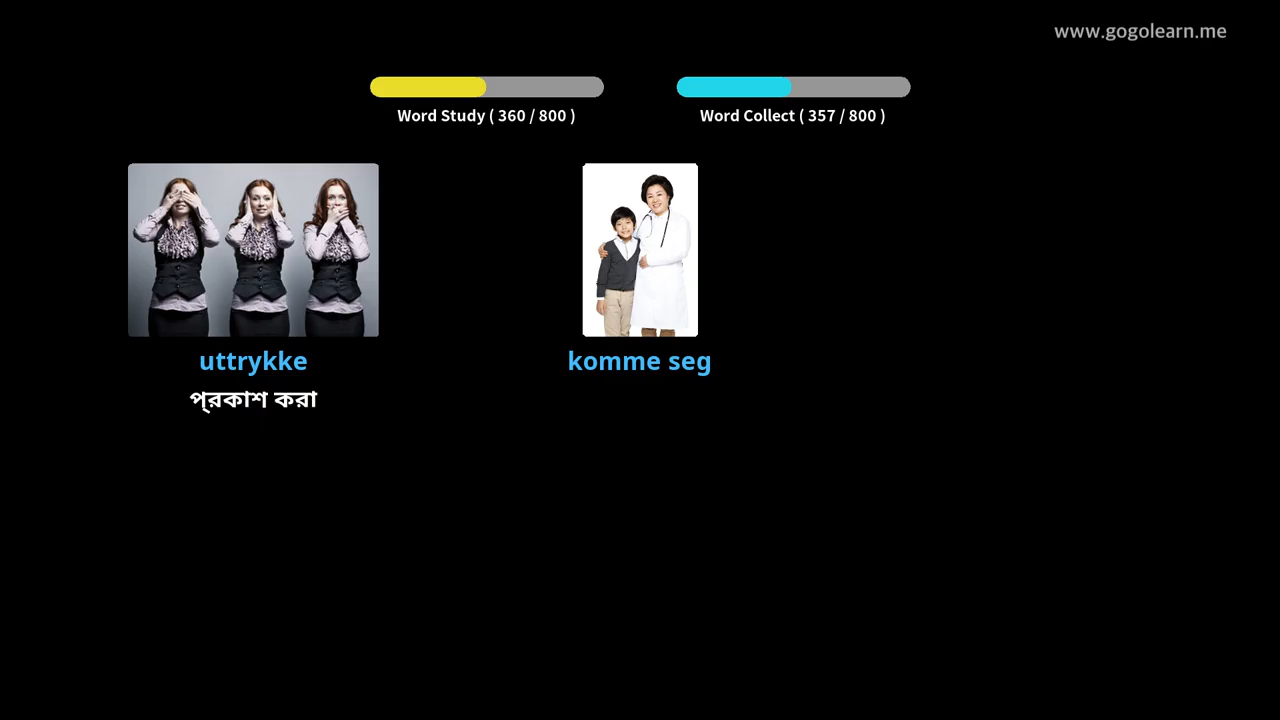 www.gogolearn.me
Word Study ( 360 / 800 )
Word Collect ( 357 / 800 )
uttrykke
komme seg
প্রকাশ করা